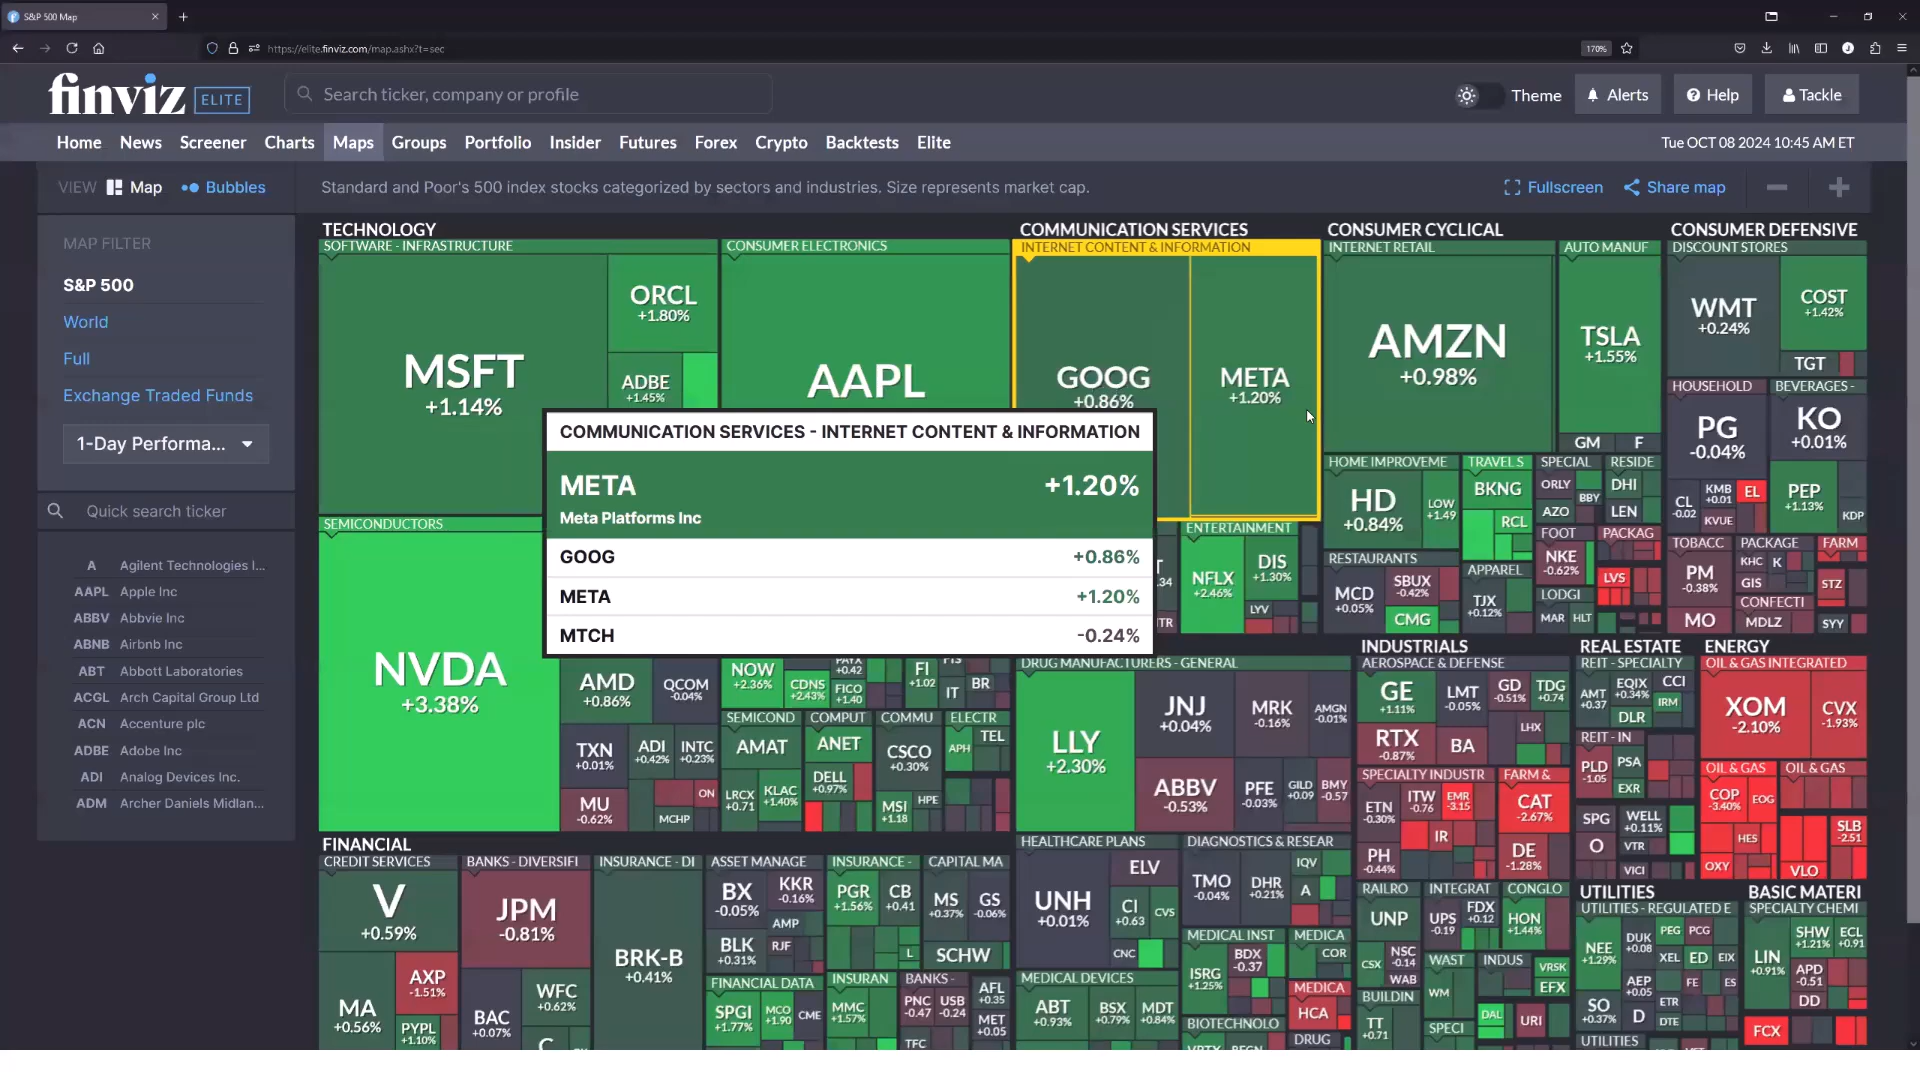 S&P 500 Map
https://elite.finviz.com/map.ashx?t=sec
170%
finviz ELITE
Search ticker, company or profile
Theme
Alerts
Help
Tackle
Home News Screener Charts Maps Groups Portfolio Insider Futures Forex Crypto Backtests Elite
Tue OCT 08 2024 10:45 AM ET
VIEW Map Bubbles
Standard and Poor's 500 index stocks categorized by sectors and industries. Size represents market cap.
Fullscreen
Share map
MAP FILTER
S&P 500
World
Full
Exchange Traded Funds
1-Day Performa...
Quick search ticker
A Agilent Technologies I...
AAPL Apple Inc
ABBV Abbvie Inc
ABNB Airbnb Inc
ABT Abbott Laboratories
ACGL Arch Capital Group Ltd
ACN Accenture plc
ADBE Adobe Inc
ADI Analog Devices Inc.
ADM Archer Daniels Midlan...
TECHNOLOGY
SOFTWARE - INFRASTRUCTURE
MSFT
+1.14%
ORCL
+1.80%
ADBE
+1.45%
CONSUMER ELECTRONICS
AAPL
SEMICONDUCTORS
NVDA
+3.38%
AMD
+0.86%
QCOM
-0.04%
TXN
+0.01%
ADI
+0.42%
INTC
+0.23%
MU
-0.62%
ON
MCHP
NOW
+2.36%
CDNS
+2.43%
+0.42
FICO
+1.40
FI
+1.02
IT
BR
SEMICOND
AMAT
LRCX
+0.71
KLAC
+1.40%
COMPUT
ANET
DELL
+0.97%
COMMU
CSCO
+0.30%
MSI
+1.18
HPE
ELECTR
APH
TEL
COMMUNICATION SERVICES
INTERNET CONTENT & INFORMATION
GOOG
+0.86%
META
+1.20%
COMMUNICATION SERVICES - INTERNET CONTENT & INFORMATION
META +1.20%
Meta Platforms Inc
GOOG +0.86%
META +1.20%
MTCH -0.24%
ENTERTAINMENT
NFLX
+2.46%
DIS
+1.30%
LYV
CONSUMER CYCLICAL
INTERNET RETAIL
AMZN
+0.98%
AUTO MANUF
TSLA
+1.55%
GM
F
HOME IMPROVEME
HD
+0.84%
LOW
+1.49
TRAVEL S
BKNG
RCL
SPECIAL
ORLY
BBY
AZO
RESIDE
DHI
LEN
RESTAURANTS
MCD
+0.05%
SBUX
-0.42%
CMG
APPAREL
TJX
+0.12%
FOOT
NKE
-0.62%
PACKAG
LVS
LODGI
MAR
HLT
CONSUMER DEFENSIVE
DISCOUNT STORES
WMT
+0.24%
COST
+1.42%
TGT
HOUSEHOLD
PG
-0.04%
CL
-0.02
KMB
+0.01
EL
KVUE
BEVERAGES -
KO
+0.01%
PEP
+1.13%
KDP
TOBACC
PM
-0.38%
MO
PACKAGE
KHC
K
GIS
FARM
STZ
CONFECTI
MDLZ
SYY
DRUG MANUFACTURERS - GENERAL
LLY
+2.30%
JNJ
+0.04%
MRK
-0.16%
AMGN
-0.01%
ABBV
-0.53%
PFE
-0.03%
GILD
+0.09
BMY
-0.57
HEALTHCARE PLANS
UNH
+0.01%
ELV
CI
+0.63
CVS
CNC
DIAGNOSTICS & RESEAR
TMO
-0.04%
DHR
+0.21%
IQV
A
MEDICAL INST
ISRG
+1.25%
BDX
-0.37
MEDICA
COR
MEDICAL DEVICES
ABT
+0.93%
BSX
+0.79%
MDT
+0.84%
MEDICA
HCA
BIOTECHNOLO
DRUG
INDUSTRIALS
AEROSPACE & DEFENSE
GE
+1.11%
LMT
-0.05%
GD
-0.51%
TDG
+0.74
RTX
-0.87%
BA
LHX
SPECIALTY INDUSTR
ETN
-0.30%
ITW
-0.76
EMR
-3.15
PH
-0.44%
IR
FARM &
CAT
-2.67%
DE
-1.28%
RAILRO
UNP
CSX
NSC
-0.14
WAB
INTEGRAT
UPS
-0.19
FDX
+0.12
CONGLO
HON
+1.44%
BUILDIN
TT
+0.71
WAST
WM
INDUS
VRSK
EFX
SPECI
DAL
URI
REAL ESTATE
REIT - SPECIALTY
AMT
+0.37
EQIX
+0.34%
CCI
DLR
IRM
REIT - IN
PLD
-1.05
PSA
EXR
SPG
O
WELL
+0.11%
VTR
VICI
ENERGY
OIL & GAS INTEGRATED
XOM
-2.10%
CVX
-1.93%
OIL & GAS
COP
-3.40%
EOG
HES
OXY
OIL & GAS
SLB
-2.51
VLO
UTILITIES
UTILITIES - REGULATED E
NEE
+1.29%
DUK
+0.08
PEG
PCG
XEL
ED
EIX
SO
+0.37%
AEP
+0.05
FE
ES
D
ETR
DTE
UTILITIES
BASIC MATERI
SPECIALTY CHEMI
LIN
+0.91%
SHW
+1.21%
ECL
+0.91
APD
-0.51
DD
FCX
FINANCIAL
CREDIT SERVICES
V
+0.59%
MA
+0.56%
AXP
-1.51%
PYPL
+1.10%
BANKS - DIVERSIFI
JPM
-0.81%
BAC
+0.07%
WFC
+0.62%
C
INSURANCE - DI
BRK-B
+0.41%
ASSET MANAGE
BX
-0.05%
KKR
-0.16%
AMP
BLK
+0.31%
RJF
FINANCIAL DATA
SPGI
+1.77%
MCO
+1.90
CME
INSURANCE -
PGR
+1.56%
CB
+0.41
L
INSURAN
MMC
+1.57%
CAPITAL MA
MS
+0.37%
GS
-0.06%
SCHW
BANKS -
PNC
-0.47
USB
-0.24
TFC
AFL
+0.35
MET
+0.05